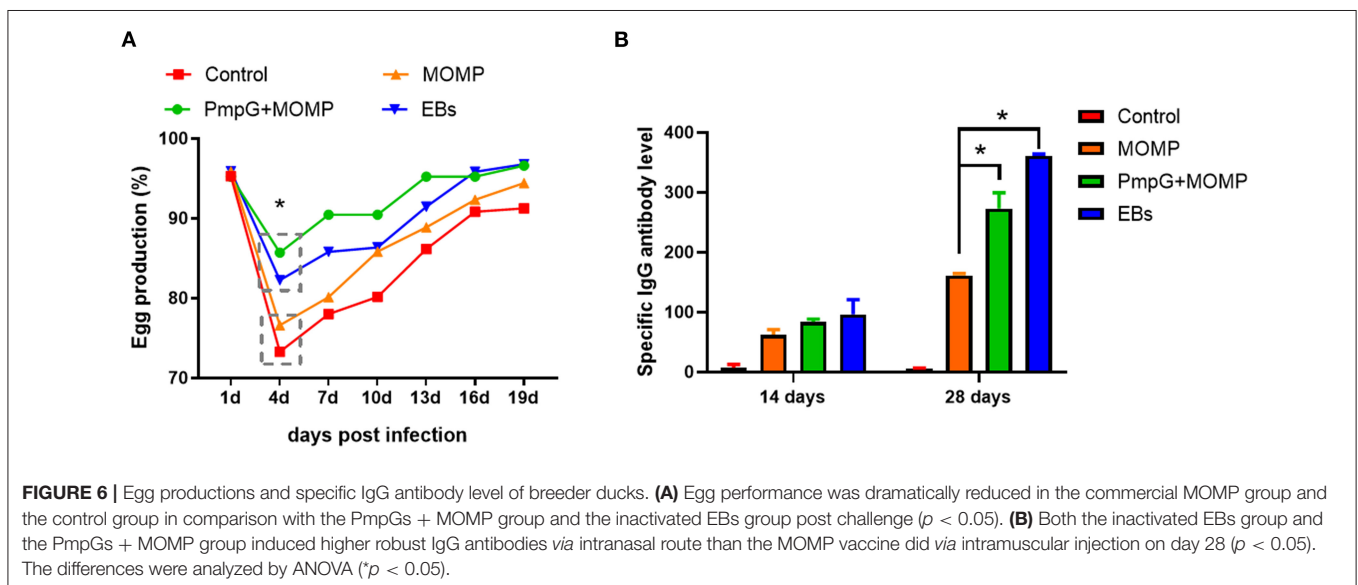 A
Control
MOMP
PmpG+MOMP
EBs
Egg production (%)
100
90
80
70
*
1d 4d 7d 10d 13d 16d 19d
days post infection
B
Control
MOMP
PmpG+MOMP
EBs
Specific IgG antibody level
400
300
200
100
0
*
*
14 days 28 days
FIGURE 6 | Egg productions and specific IgG antibody level of breeder ducks. (A) Egg performance was dramatically reduced in the commercial MOMP group and
the control group in comparison with the PmpGs + MOMP group and the inactivated EBs group post challenge (p < 0.05). (B) Both the inactivated EBs group and
the PmpGs + MOMP group induced higher robust IgG antibodies via intranasal route than the MOMP vaccine did via intramuscular injection on day 28 (p < 0.05).
The differences were analyzed by ANOVA (*p < 0.05).